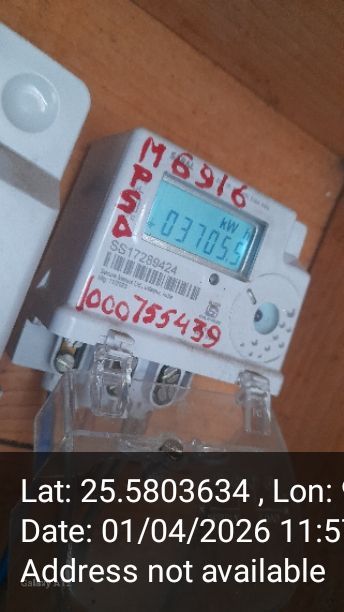 M6916
PSA
kWh
03705.5
SS17289424
1000755439
Lat: 25.5803634 , Lon:
Date: 01/04/2026 11:5
Address not available